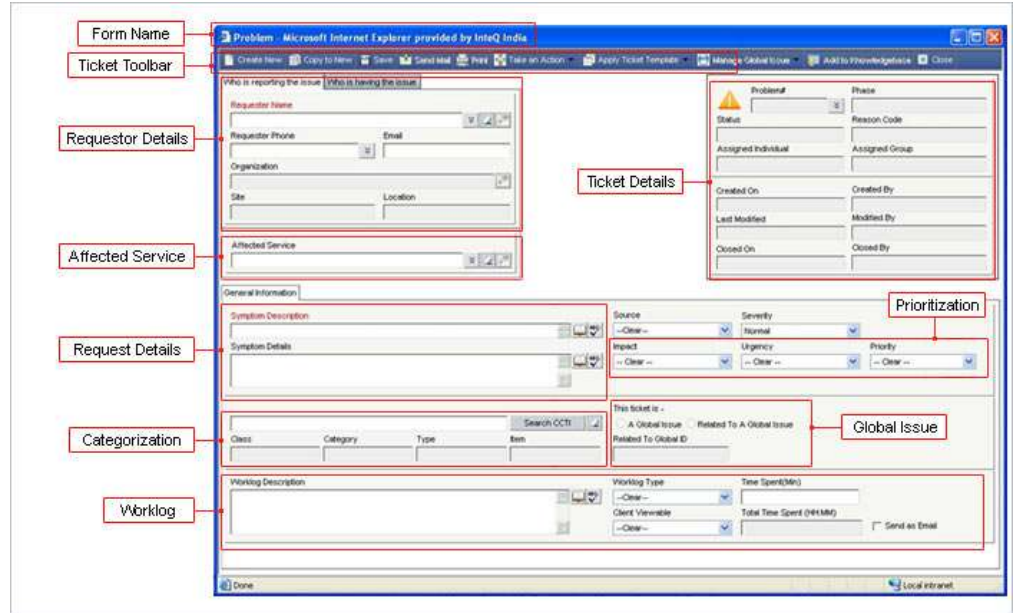 Form Name
Problem - Microsoft Internet Explorer provided by InteQ India
Ticket Toolbar
Create New Copy to New Save Send Mail Print Take an Action Apply Ticket Template Manage Global Issue Add to Knowledgebase Close
Who is reporting the issue Who is having the issue
Requester Name
Requestor Details
Requester Phone Email
Organization
Site Location
Problem# Phase
Status Reason Code
Assigned Individual Assigned Group
Ticket Details
Created On Created By
Last Modified Modified By
Closed On Closed By
Affected Service
Affected Service
General Information
Prioritization
Request Details
Symptom Description
Symptom Details
Source Severity
--Clear-- Normal
Impact Urgency Priority
-- Clear -- -- Clear -- -- Clear --
Categorization
Search CCTI
Class Category Type Item
This ticket is -
A Global Issue Related To A Global Issue
Related To Global ID
Global Issue
Worklog
Worklog Description
Worklog Type Time Spent(Min)
--Clear--
Client Viewable Total Time Spent (HH:MM)
--Clear-- Send as Email
Done
Local intranet